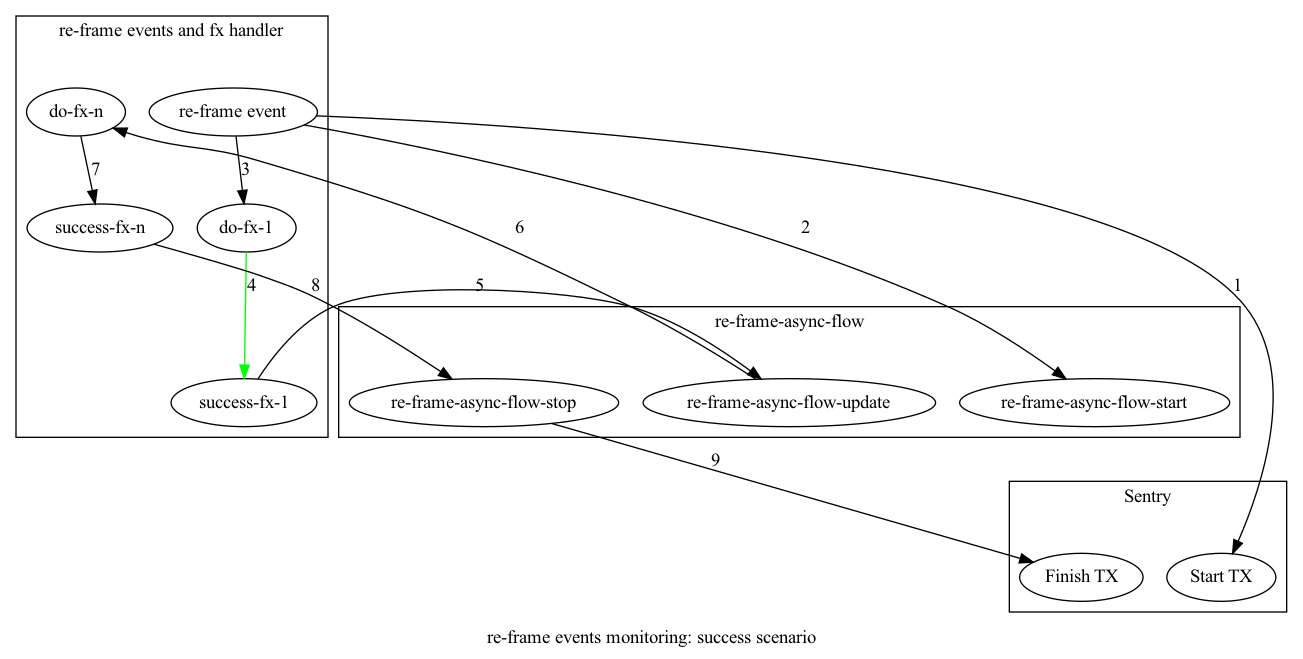 re-frame events and fx handler
do-fx-n
re-frame event
7
3
success-fx-n
do-fx-1
6
2
4
8
5
1
re-frame-async-flow
success-fx-1
re-frame-async-flow-stop
re-frame-async-flow-update
re-frame-async-flow-start
9
Sentry
Finish TX
Start TX
re-frame events monitoring: success scenario